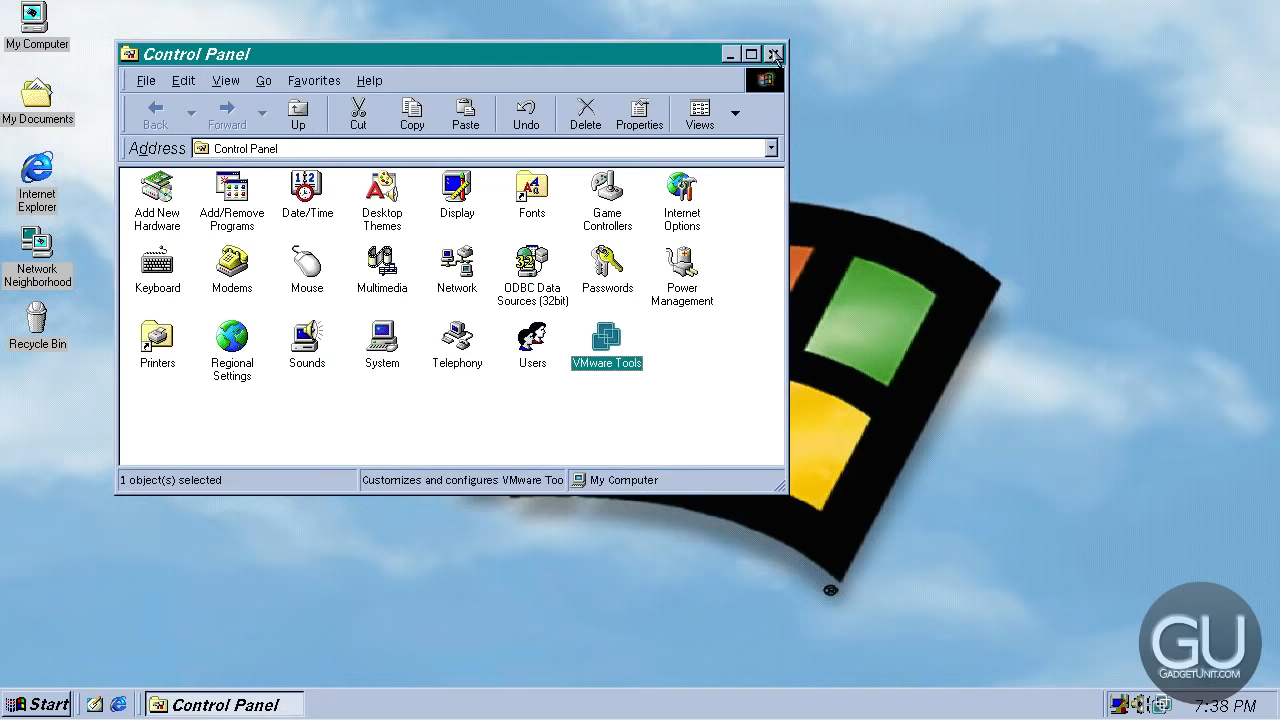 My Computer
My Documents
Internet
Explorer
Network
Neighborhood
Recycle Bin
Control Panel
File Edit View Go Favorites Help
Back Forward Up Cut Copy Paste Undo Delete Properties Views
Address Control Panel
Add New
Hardware
Add/Remove
Programs
Date/Time
Desktop
Themes
Display
Fonts
Game
Controllers
Internet
Options
Keyboard
Modems
Mouse
Multimedia
Network
ODBC Data
Sources (32bit)
Passwords
Power
Management
Printers
Regional
Settings
Sounds
System
Telephony
Users
VMware Tools
1 object(s) selected
Customizes and configures VMware Too
My Computer
®
GU
GADGETUNIT.COM
Start
Control Panel
7:38 PM